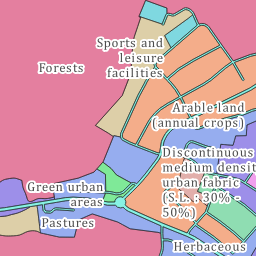 Sports and
leisure
facilities
Forests
Arable land
(annual crops)
Discontinuous
medium densit
urban fabric
(S.L. : 30% -
50%)
Green urban
areas
Pastures
Herbaceous